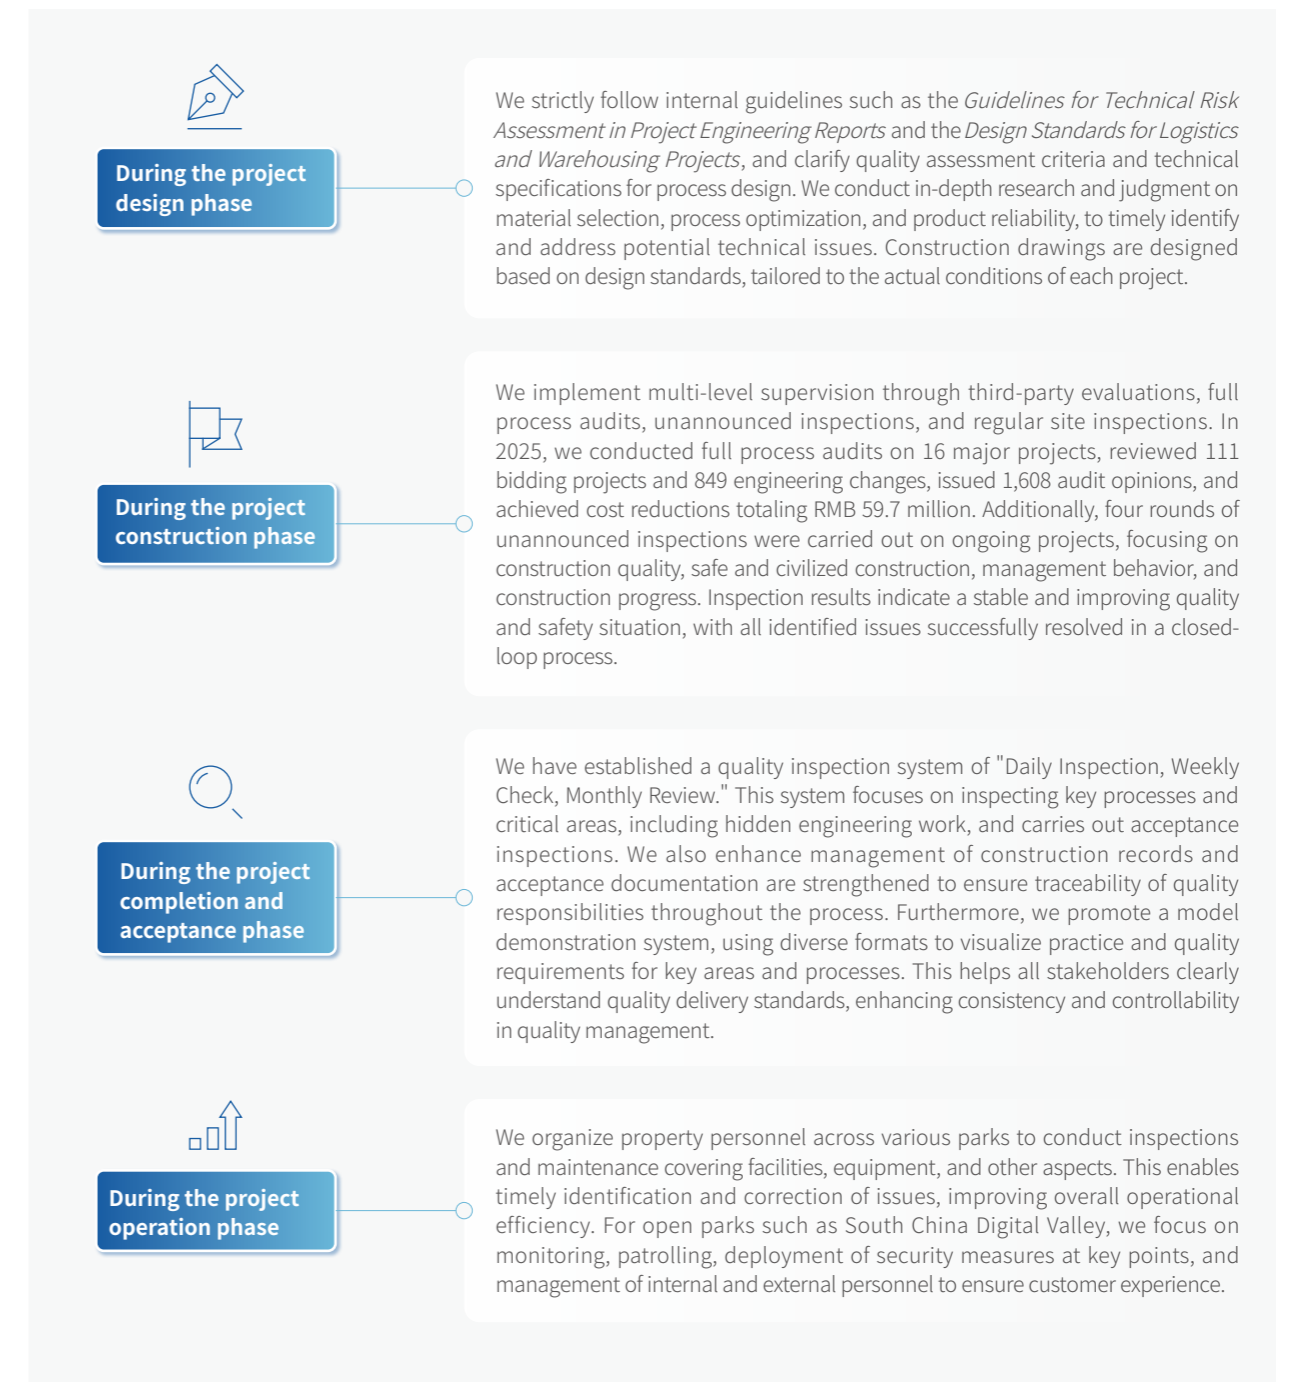 During the project
design phase
We strictly follow internal guidelines such as the Guidelines for Technical Risk
Assessment in Project Engineering Reports and the Design Standards for Logistics
and Warehousing Projects, and clarify quality assessment criteria and technical
specifications for process design. We conduct in-depth research and judgment on
material selection, process optimization, and product reliability, to timely identify
and address potential technical issues. Construction drawings are designed
based on design standards, tailored to the actual conditions of each project.
During the project
construction phase
We implement multi-level supervision through third-party evaluations, full
process audits, unannounced inspections, and regular site inspections. In
2025, we conducted full process audits on 16 major projects, reviewed 111
bidding projects and 849 engineering changes, issued 1,608 audit opinions, and
achieved cost reductions totaling RMB 59.7 million. Additionally, four rounds of
unannounced inspections were carried out on ongoing projects, focusing on
construction quality, safe and civilized construction, management behavior, and
construction progress. Inspection results indicate a stable and improving quality
and safety situation, with all identified issues successfully resolved in a closed-
loop process.
During the project
completion and
acceptance phase
We have established a quality inspection system of "Daily Inspection, Weekly
Check, Monthly Review." This system focuses on inspecting key processes and
critical areas, including hidden engineering work, and carries out acceptance
inspections. We also enhance management of construction records and
acceptance documentation are strengthened to ensure traceability of quality
responsibilities throughout the process. Furthermore, we promote a model
demonstration system, using diverse formats to visualize practice and quality
requirements for key areas and processes. This helps all stakeholders clearly
understand quality delivery standards, enhancing consistency and controllability
in quality management.
During the project
operation phase
We organize property personnel across various parks to conduct inspections
and maintenance covering facilities, equipment, and other aspects. This enables
timely identification and correction of issues, improving overall operational
efficiency. For open parks such as South China Digital Valley, we focus on
monitoring, patrolling, deployment of security measures at key points, and
management of internal and external personnel to ensure customer experience.